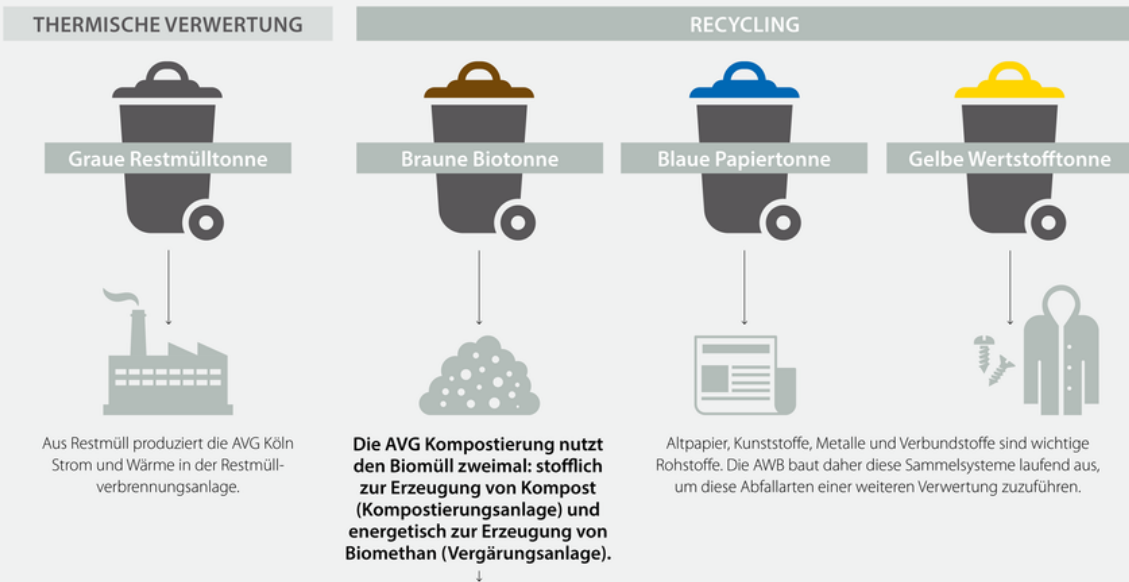 THERMISCHE VERWERTUNG
RECYCLING
Graue Restmülltonne
Braune Biotonne
Blaue Papiertonne
Gelbe Wertstofftonne
Aus Restmüll produziert die AVG Köln
Strom und Wärme in der Restmüll-
verbrennungsanlage.
Die AVG Kompostierung nutzt
den Biomüll zweimal: stofflich
zur Erzeugung von Kompost
(Kompostierungsanlage) und
energetisch zur Erzeugung von
Biomethan (Vergärungsanlage).
Altpapier, Kunststoffe, Metalle und Verbundstoffe sind wichtige
Rohstoffe. Die AWB baut daher diese Sammelsysteme laufend aus,
um diese Abfallarten einer weiteren Verwertung zuzuführen.